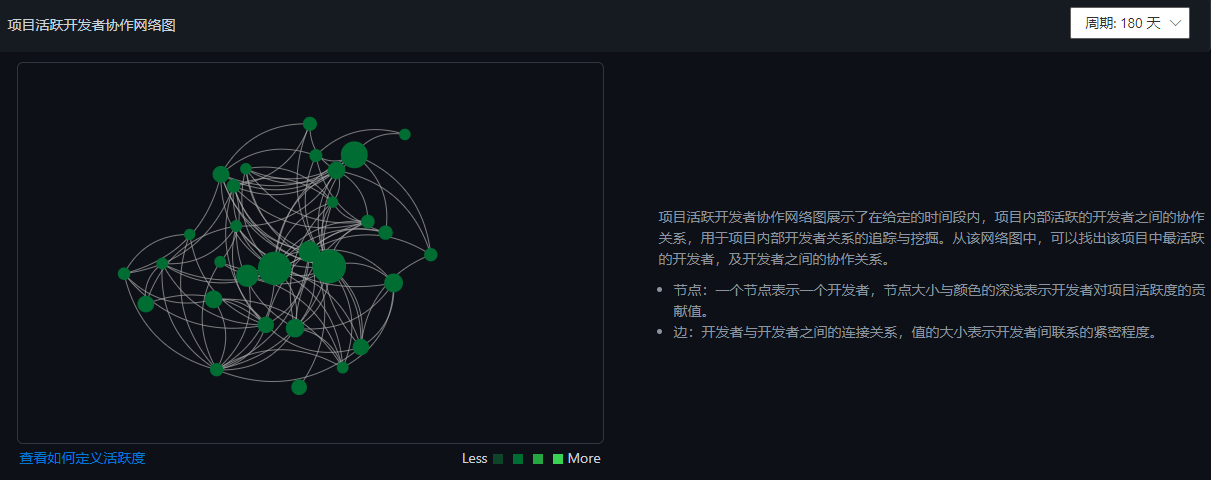 项目活跃开发者协作网络图
周期: 180 天
项目活跃开发者协作网络图展示了在给定的时间段内，项目内部活跃的开发者之间的协作
关系，用于项目内部开发者关系的追踪与挖掘。从该网络图中，可以找出该项目中最活跃
的开发者，及开发者之间的协作关系。
节点：一个节点表示一个开发者，节点大小与颜色的深浅表示开发者对项目活跃度的贡
献值。
边：开发者与开发者之间的连接关系，值的大小表示开发者间联系的紧密程度。
查看如何定义活跃度
Less More